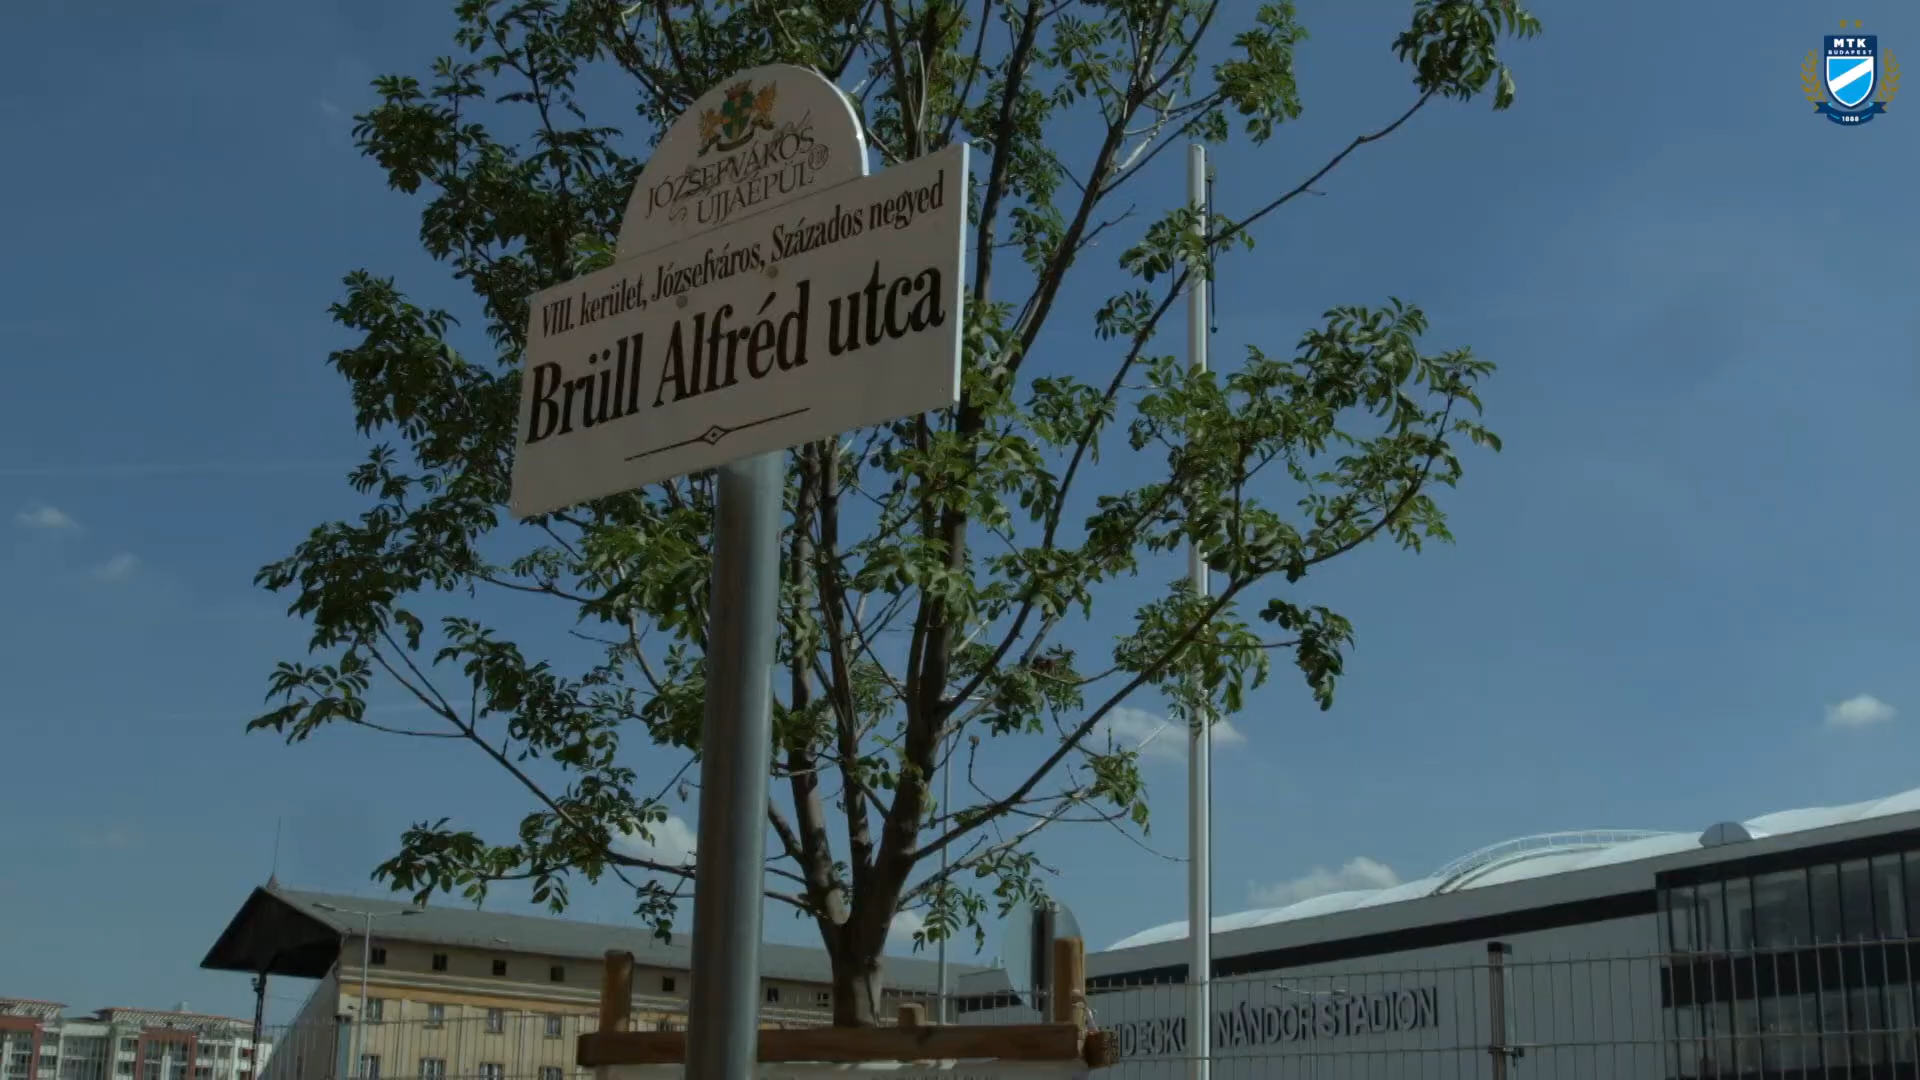 MTK
BUDAPEST
1888
JÓZSEFVÁROS
ÚJJÁÉPÜL
VIII. kerület, Józsefváros, Százados negyed
Brüll Alfréd utca
NÁNDOR STADION